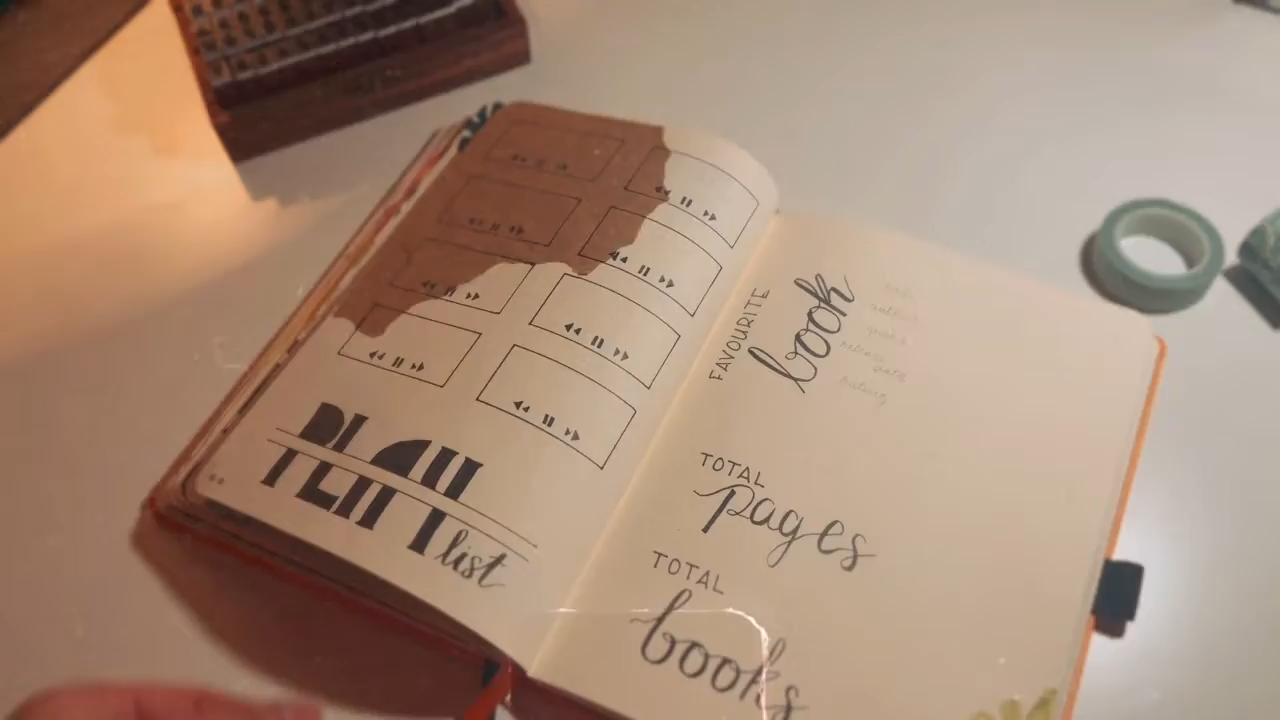 PLAY
list
FAVOURITE
book
TOTAL
pages
TOTAL
books